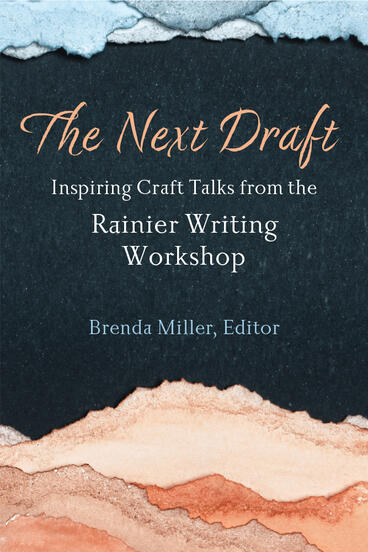 The Next Draft
Inspiring Craft Talks from the
Rainier Writing
Workshop
Brenda Miller, Editor